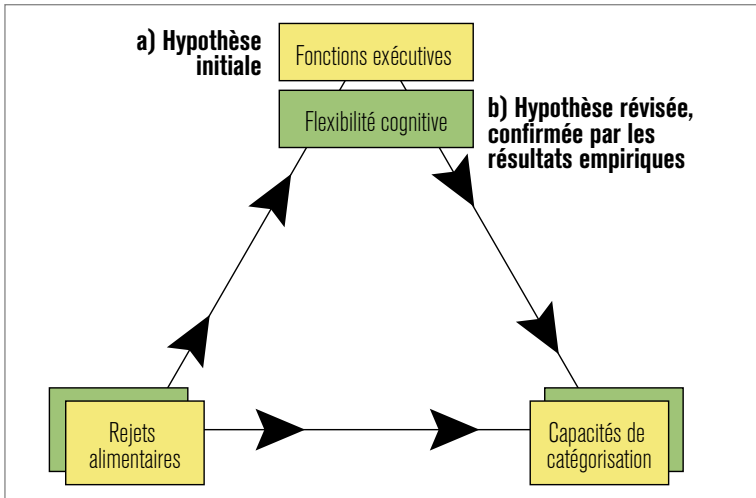 a) Hypothèse
initiale
Fonctions exécutives
Flexibilité cognitive
b) Hypothèse révisée,
confirmée par les
résultats empiriques
Rejets
alimentaires
Capacités de
catégorisation